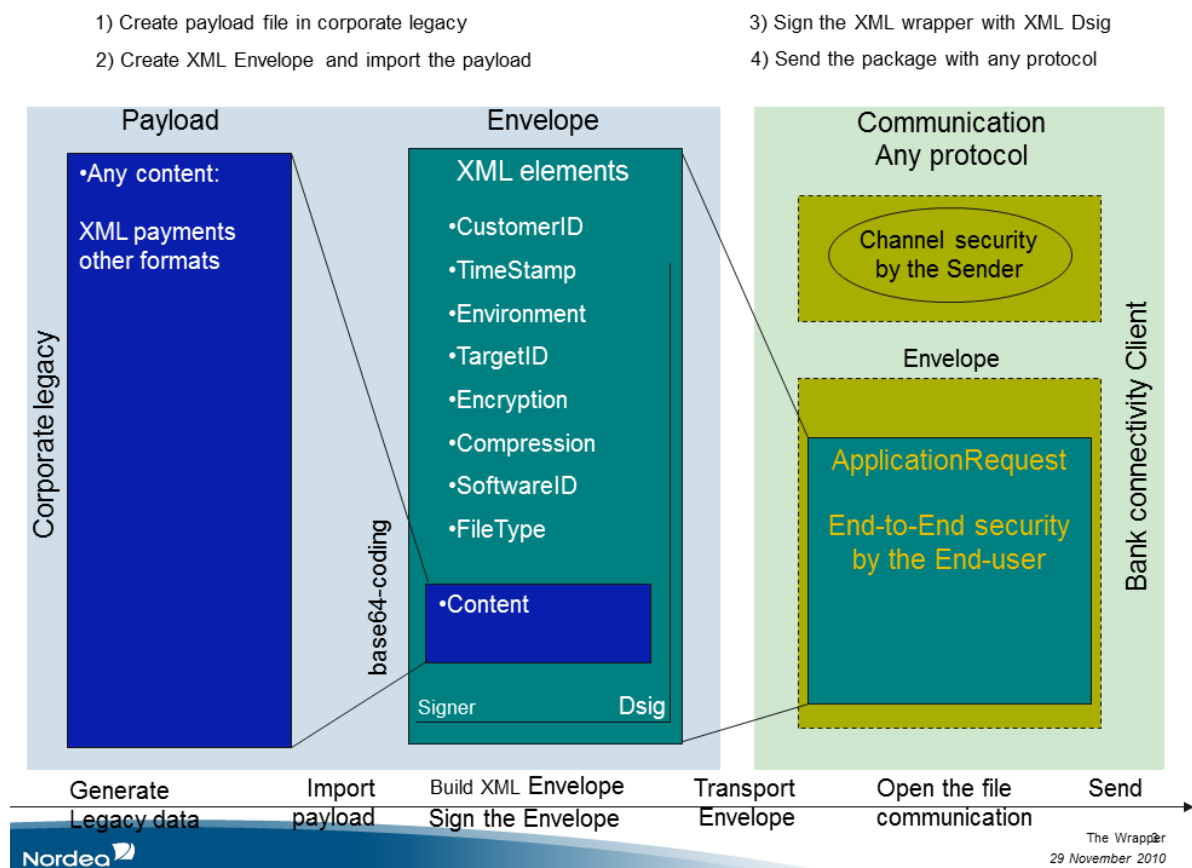 1) Create payload file in corporate legacy
2) Create XML Envelope and import the payload
3) Sign the XML wrapper with XML Dsig
4) Send the package with any protocol
Payload
•Any content:
XML payments
other formats
Corporate legacy
Envelope
XML elements
•CustomerID
•TimeStamp
•Environment
•TargetID
•Encryption
•Compression
•SoftwareID
•FileType
•Content
base64-coding
Signer
Dsig
Communication
Any protocol
Channel security
by the Sender
Envelope
ApplicationRequest
End-to-End security
by the End-user
Bank connectivity Client
Generate
Legacy data
Import
payload
Build XML Envelope
Sign the Envelope
Transport
Envelope
Open the file
communication
Send
Nordea
The Wrapper
3
29 November 2010